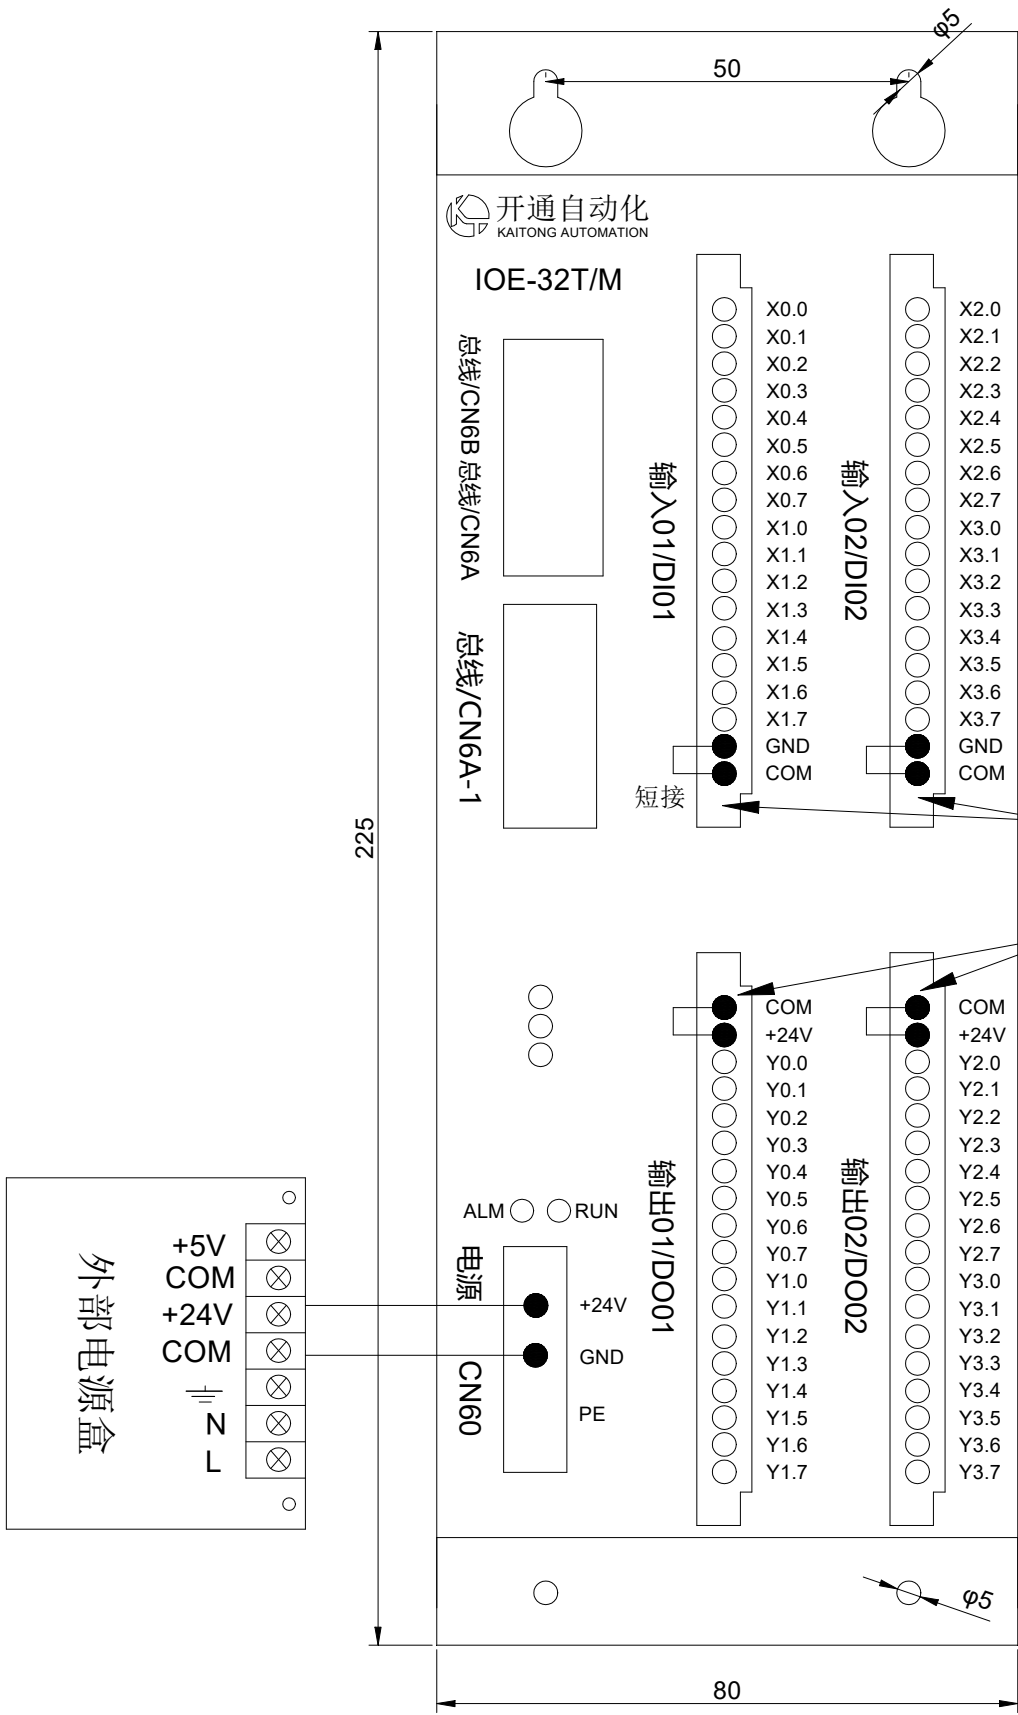 φ5
50
开通自动化
KAITONG AUTOMATION
IOE-32T/M
总线/CN6B 总线/CN6A
总线/CN6A-1
输入01/DI01
X0.0
X0.1
X0.2
X0.3
X0.4
X0.5
X0.6
X0.7
X1.0
X1.1
X1.2
X1.3
X1.4
X1.5
X1.6
X1.7
GND
COM
短接
输入02/DI02
X2.0
X2.1
X2.2
X2.3
X2.4
X2.5
X2.6
X2.7
X3.0
X3.1
X3.2
X3.3
X3.4
X3.5
X3.6
X3.7
GND
COM
225
输出01/DO01
COM
+24V
Y0.0
Y0.1
Y0.2
Y0.3
Y0.4
Y0.5
Y0.6
Y0.7
Y1.0
Y1.1
Y1.2
Y1.3
Y1.4
Y1.5
Y1.6
Y1.7
输出02/DO02
COM
+24V
Y2.0
Y2.1
Y2.2
Y2.3
Y2.4
Y2.5
Y2.6
Y2.7
Y3.0
Y3.1
Y3.2
Y3.3
Y3.4
Y3.5
Y3.6
Y3.7
ALM
RUN
电源 CN60
+24V
GND
PE
外部电源盒
+5V
COM
+24V
COM
N
L
φ5
80